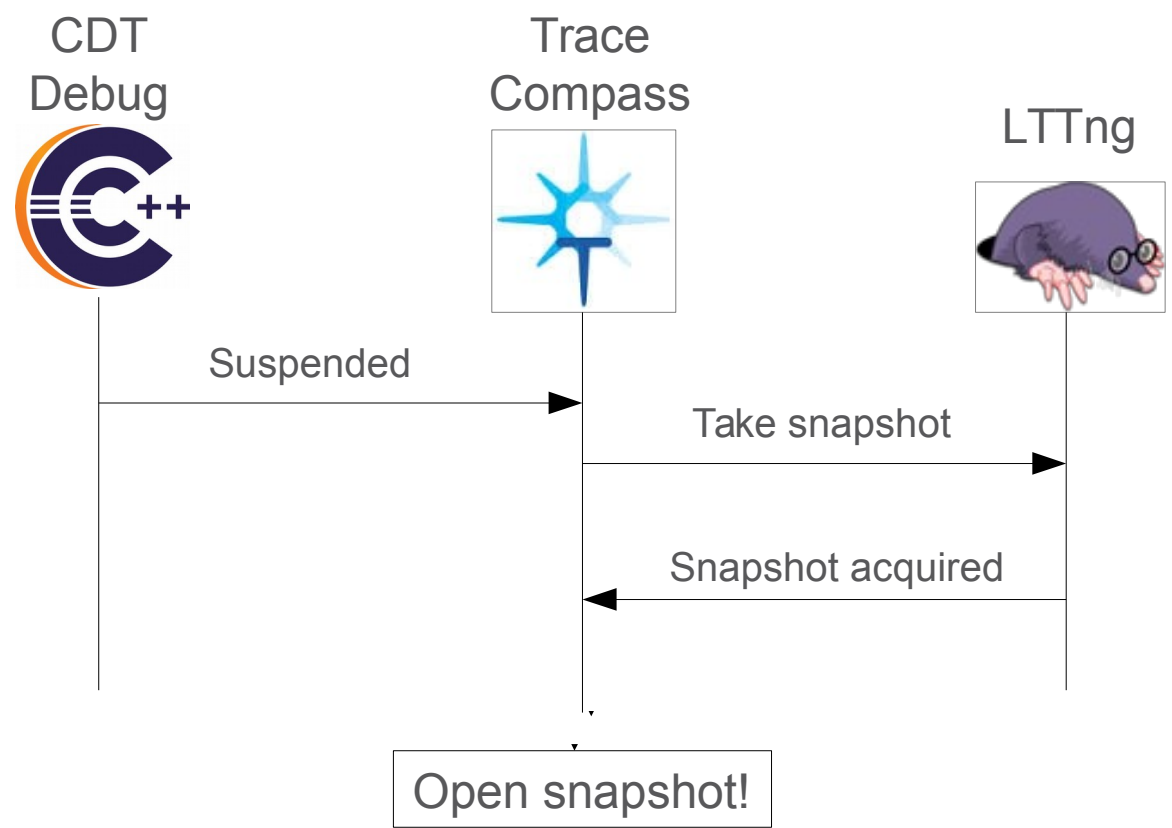 CDT
Debug
Trace
Compass
LTTng
C++
Suspended
Take snapshot
Snapshot acquired
Open snapshot!